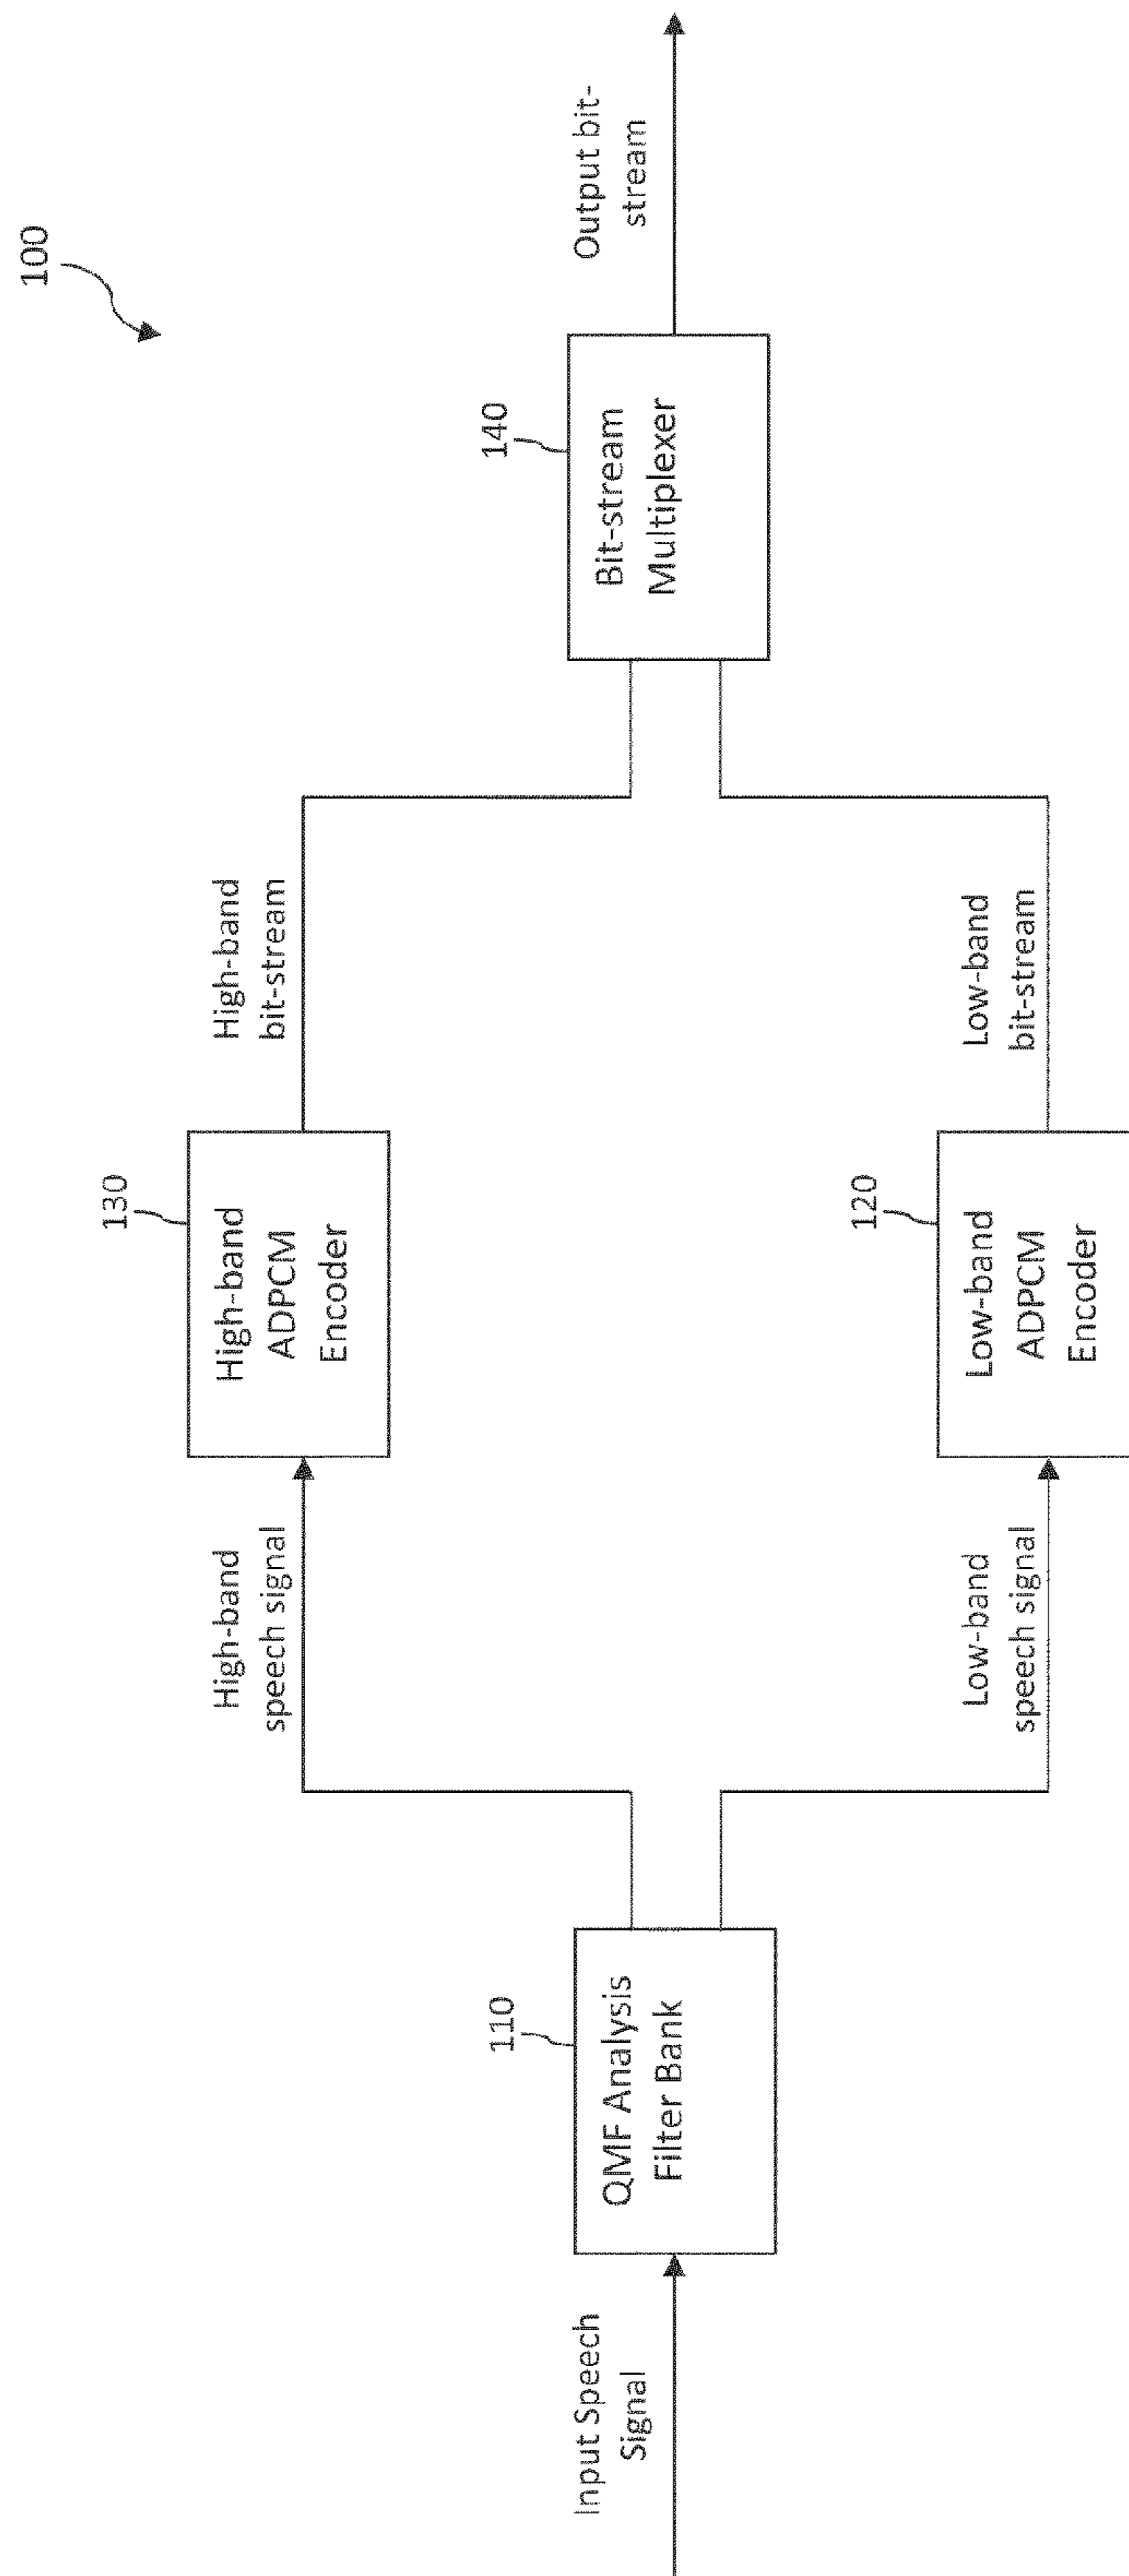 100
Input Speech
Signal
110
QMF Analysis
Filter Bank
High-band
speech signal
130
High-band
ADPCM
Encoder
High-band
bit-stream
Low-band
speech signal
120
Low-band
ADPCM
Encoder
Low-band
bit-stream
140
Bit-stream
Multiplexer
Output bit-
stream